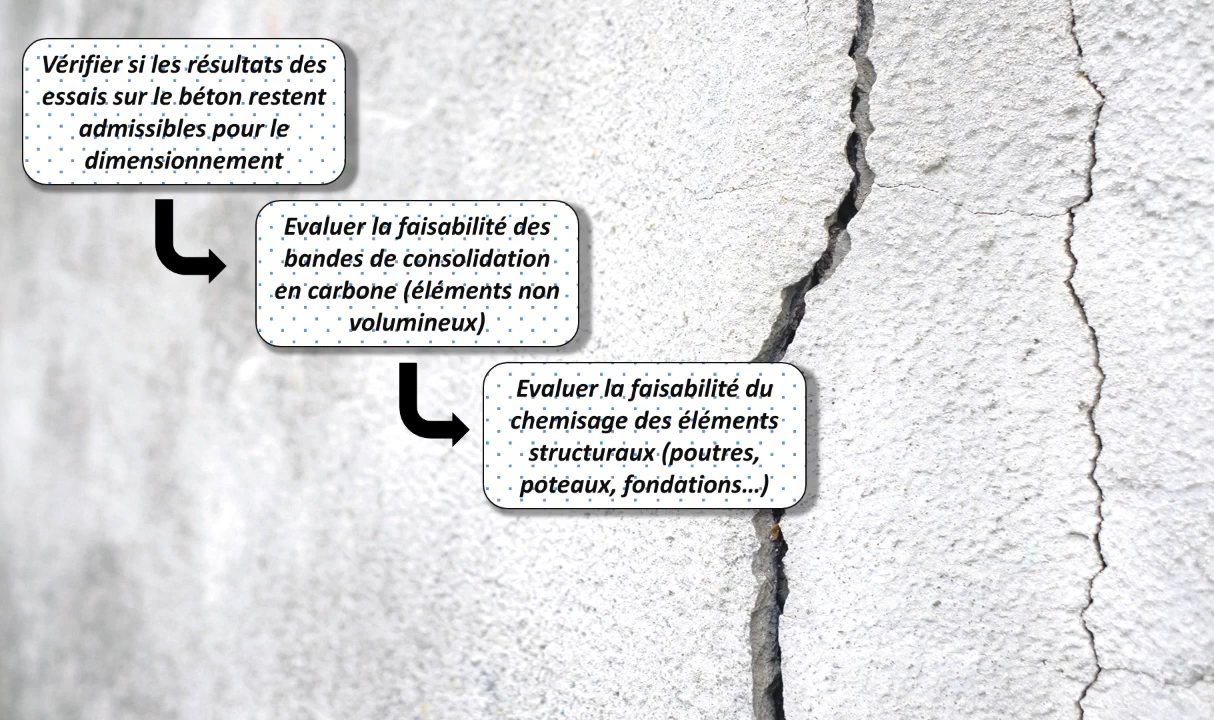 Vérifier si les résultats des
essais sur le béton restent
admissibles pour le
dimensionnement
Evaluer la faisabilité des
bandes de consolidation
en carbone (éléments non
volumineux)
Evaluer la faisabilité du
chemisage des éléments
structuraux (poutres,
poteaux, fondations...)